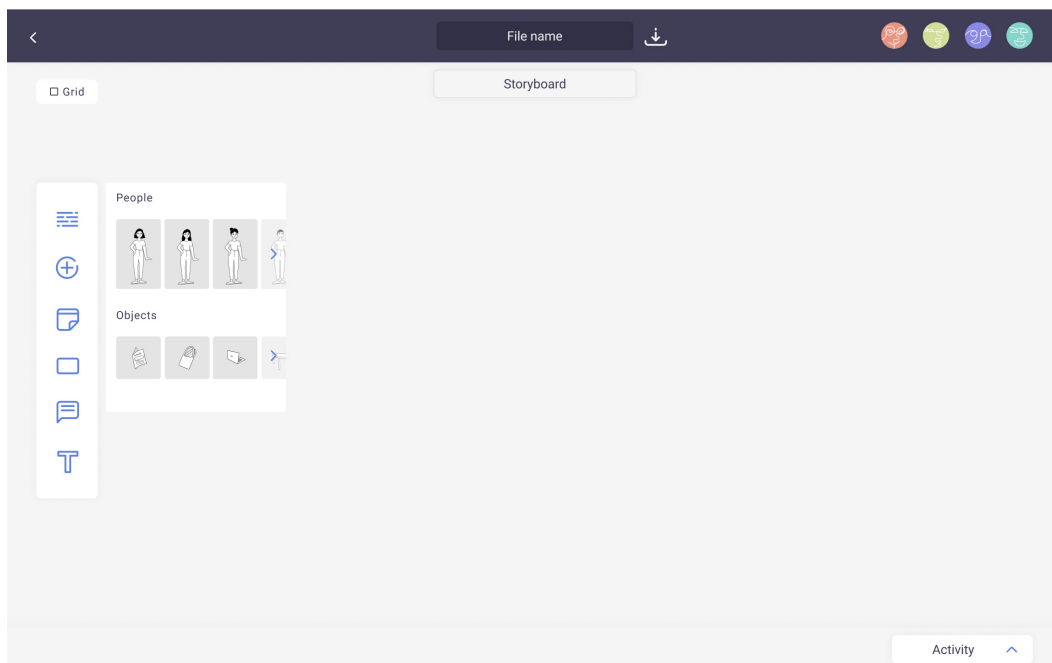 File name
Storyboard
Grid
People
Objects
Activity